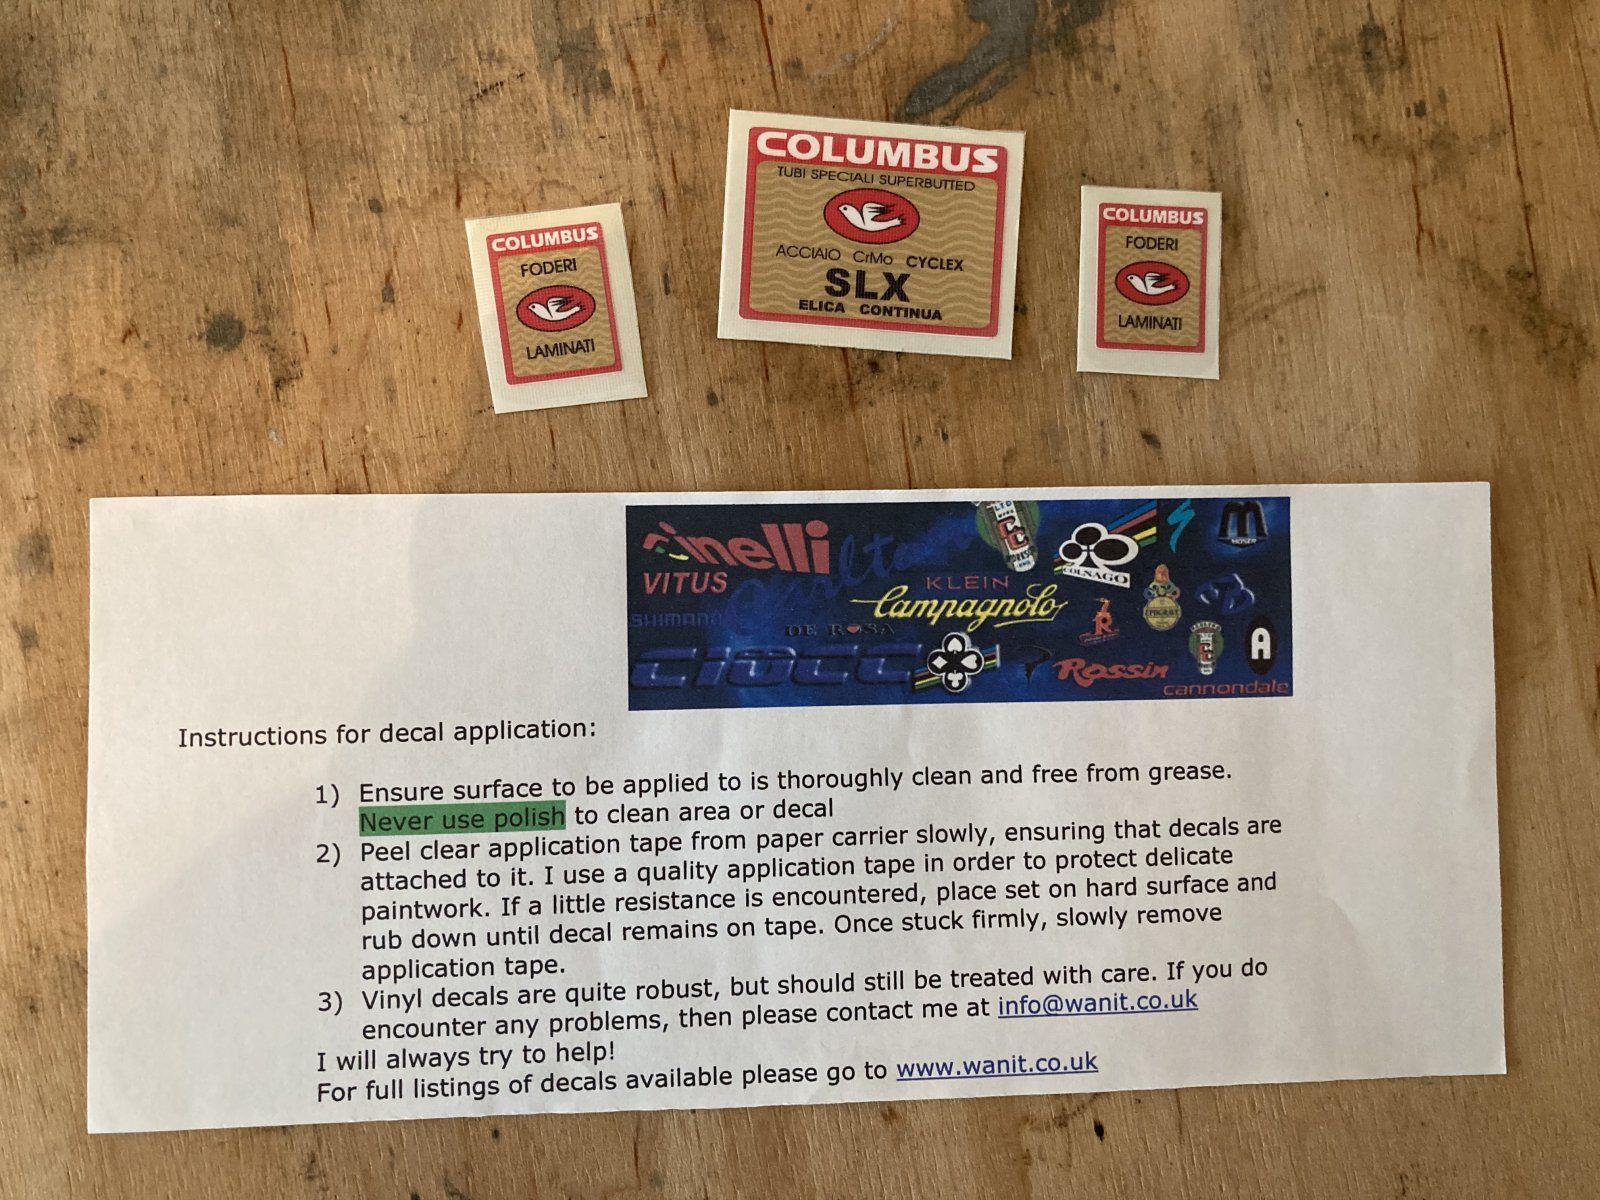 COLUMBUS
FODERI
LAMINATI
COLUMBUS
TUBI SPECIALI SUPERBUTTED
ACCIAIO CrMo CYCLEX
SLX
ELICA CONTINUA
COLUMBUS
FODERI
LAMINATI
cinelli
VITUS
SHIMANO
DE ROSA
KLEIN
Campagnolo
COLNAGO
MOSER
CIOCC
Rossin
A
cannondale
Instructions for decal application:
1) Ensure surface to be applied to is thoroughly clean and free from grease.
Never use polish to clean area or decal
2) Peel clear application tape from paper carrier slowly, ensuring that decals are
attached to it. I use a quality application tape in order to protect delicate
paintwork. If a little resistance is encountered, place set on hard surface and
rub down until decal remains on tape. Once stuck firmly, slowly remove
application tape.
3) Vinyl decals are quite robust, but should still be treated with care. If you do
encounter any problems, then please contact me at info@wanit.co.uk
I will always try to help!
For full listings of decals available please go to www.wanit.co.uk